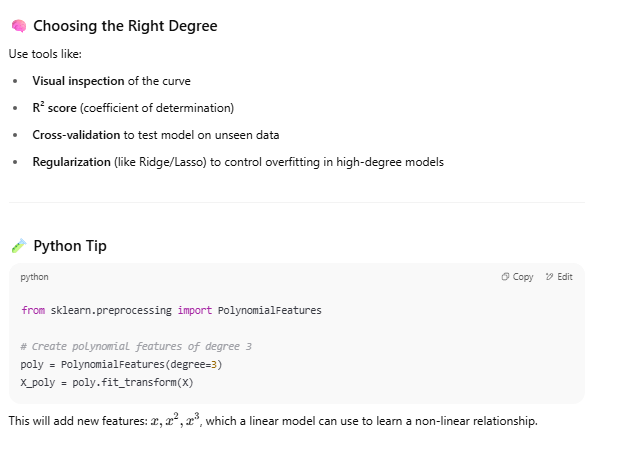 🧠 Choosing the Right Degree
Use tools like:
• Visual inspection of the curve
• R² score (coefficient of determination)
• Cross-validation to test model on unseen data
• Regularization (like Ridge/Lasso) to control overfitting in high-degree models
🧪 Python Tip
python Copy Edit
from sklearn.preprocessing import PolynomialFeatures
# Create polynomial features of degree 3
poly = PolynomialFeatures(degree=3)
X_poly = poly.fit_transform(X)
This will add new features: x, x², x³, which a linear model can use to learn a non-linear relationship.